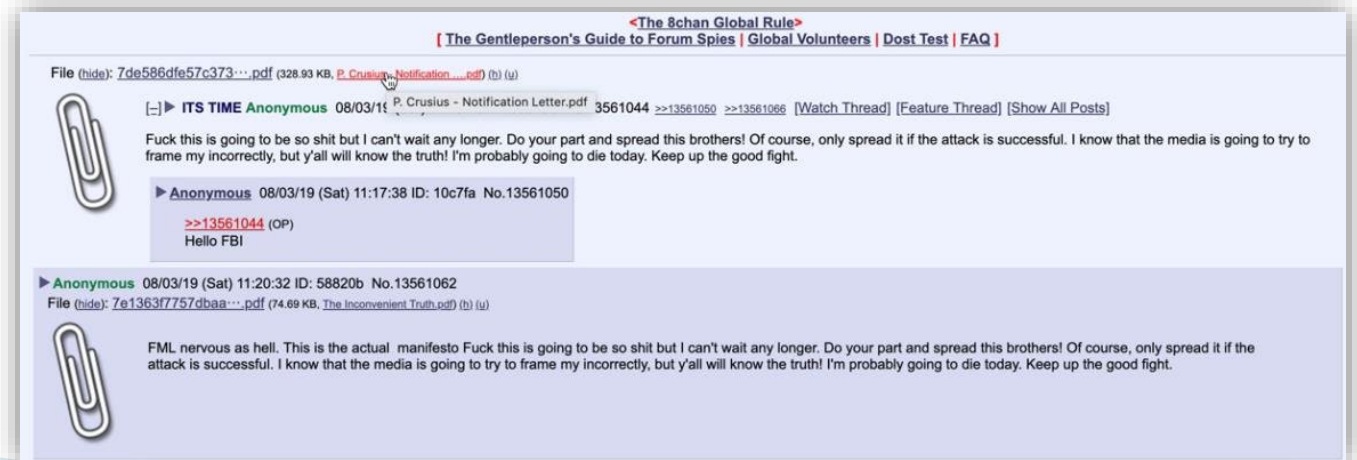 <The 8chan Global Rule>
[ The Gentleperson's Guide to Forum Spies | Global Volunteers | Dost Test | FAQ ]
File (hide): 7de586dfe57c373···.pdf (328.93 KB, P. Crusius Notification ....pdf) (h) (u)
[–]▶ ITS TIME Anonymous 08/03/19 3561044 >>13561050 >>13561066 [Watch Thread] [Feature Thread] [Show All Posts]
P. Crusius - Notification Letter.pdf
Fuck this is going to be so shit but I can't wait any longer. Do your part and spread this brothers! Of course, only spread it if the attack is successful. I know that the media is going to try to
frame my incorrectly, but y'all will know the truth! I'm probably going to die today. Keep up the good fight.
▶ Anonymous 08/03/19 (Sat) 11:17:38 ID: 10c7fa No.13561050
>>13561044 (OP)
Hello FBI
▶ Anonymous 08/03/19 (Sat) 11:20:32 ID: 58820b No.13561062
File (hide): 7e1363f7757dbaa···.pdf (74.69 KB, The Inconvenient Truth.pdf) (h) (u)
FML nervous as hell. This is the actual manifesto Fuck this is going to be so shit but I can't wait any longer. Do your part and spread this brothers! Of course, only spread it if the
attack is successful. I know that the media is going to try to frame my incorrectly, but y'all will know the truth! I'm probably going to die today. Keep up the good fight.